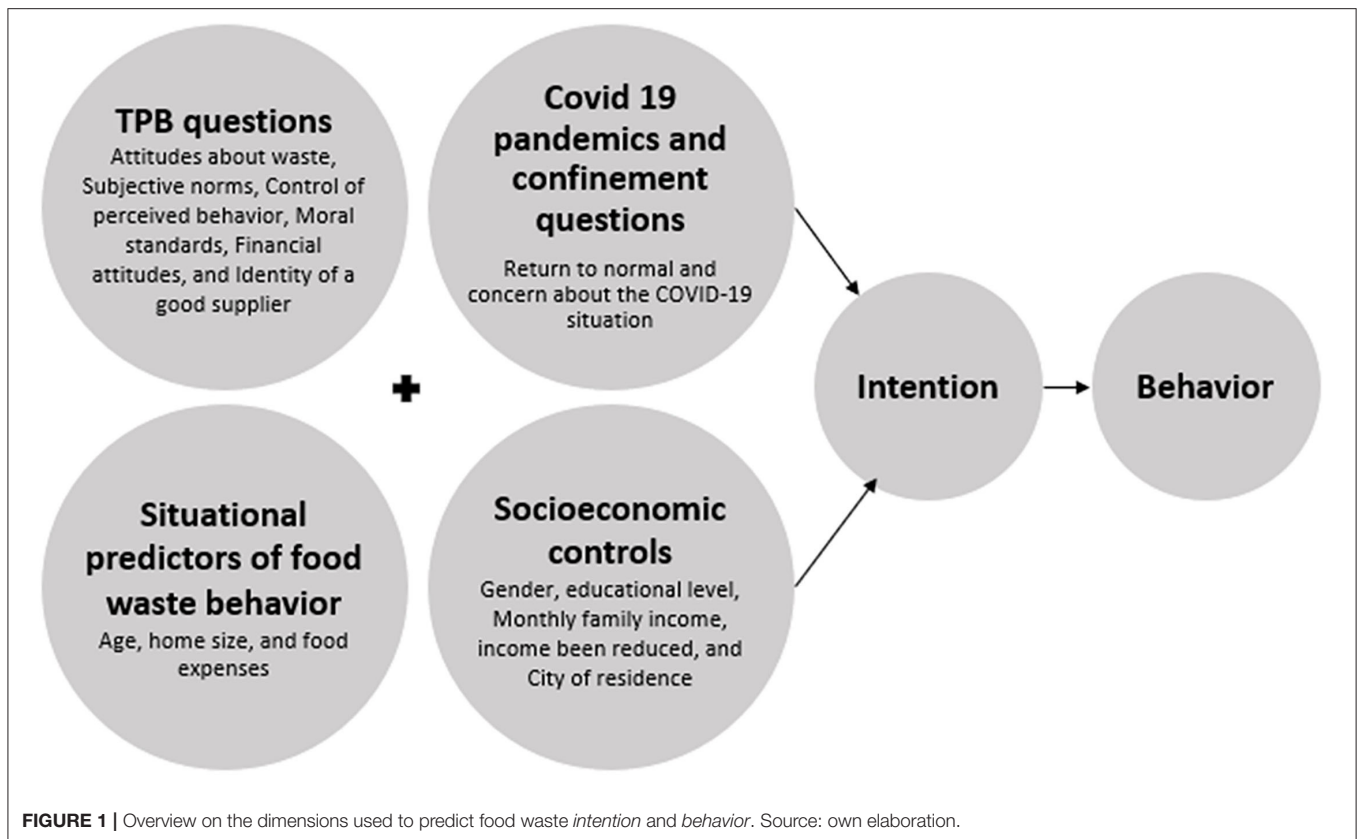 TPB questions
Attitudes about waste,
Subjective norms, Control of
perceived behavior, Moral
standards, Financial
attitudes, and Identity of a
good supplier
Covid 19
pandemics and
confinement
questions
Return to normal and
concern about the COVID-19
situation
Situational
predictors of food
waste behavior
Age, home size, and food
expenses
Socioeconomic
controls
Gender, educational level,
Monthly family income,
income been reduced, and
City of residence
Intention
Behavior
FIGURE 1 | Overview on the dimensions used to predict food waste intention and behavior. Source: own elaboration.